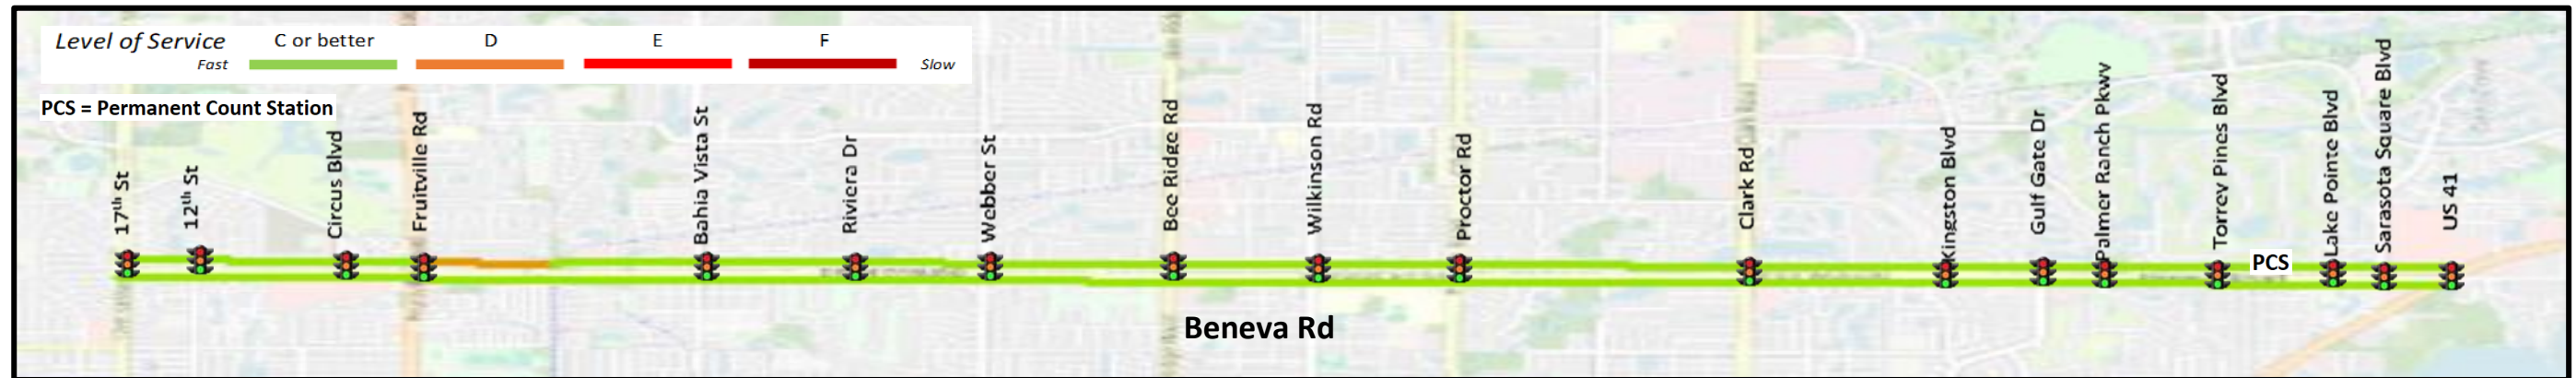 Level of Service
C or better
D
E
F
Fast
Slow
PCS = Permanent Count Station
17th St
12th St
Circus Blvd
Fruitville Rd
Bahia Vista St
Riviera Dr
Webber St
Bee Ridge Rd
Wilkinson Rd
Proctor Rd
Clark Rd
Kingston Blvd
Gulf Gate Dr
Palmer Ranch Pkwy
Torrey Pines Blvd
PCS
Lake Pointe Blvd
Sarasota Square Blvd
US 41
Beneva Rd